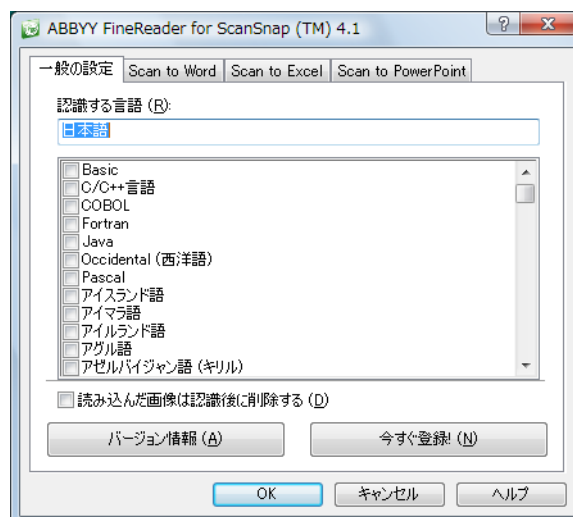 ABBYY FineReader for ScanSnap (TM) 4.1
一般の設定 Scan to Word Scan to Excel Scan to PowerPoint
認識する言語 (R):
日本語
Basic
C/C++言語
COBOL
Fortran
Java
Occidental (西洋語)
Pascal
アイスランド語
アイマラ語
アイルランド語
アグル語
アゼルバイジャン語 (キリル)
読み込んだ画像は認識後に削除する (D)
バージョン情報 (A) 今すぐ登録! (N)
OK キャンセル ヘルプ